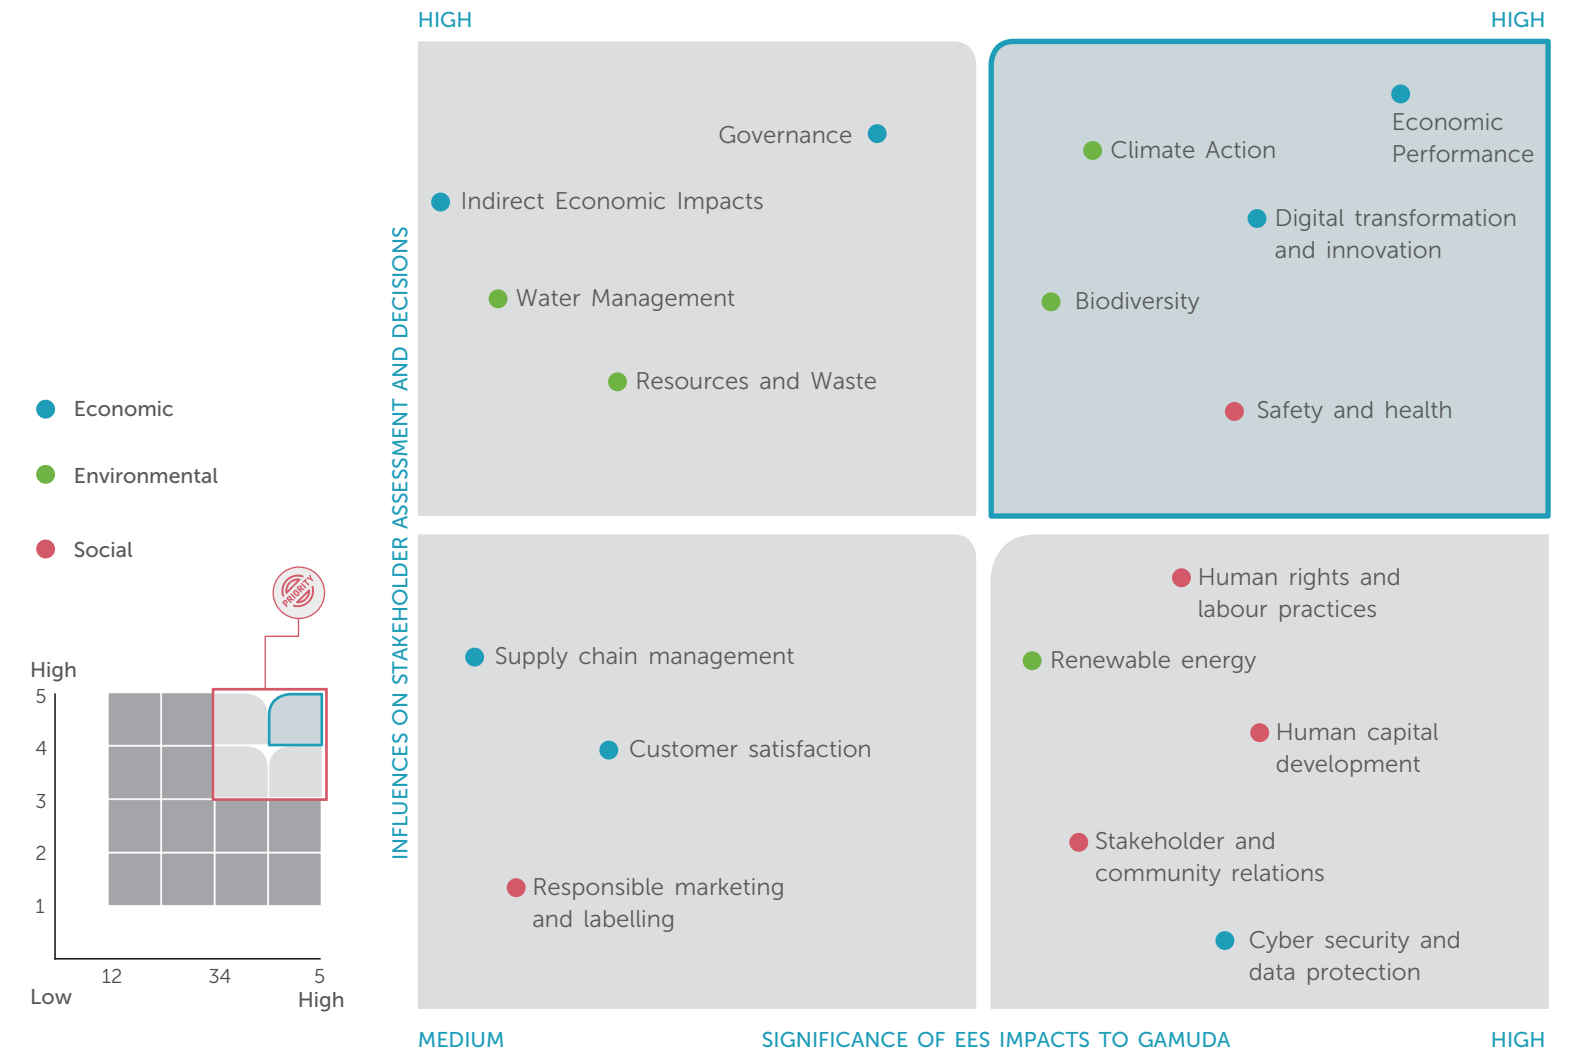 HIGH
HIGH
Governance
Indirect Economic Impacts
Water Management
Resources and Waste
Climate Action
Economic
Performance
Digital transformation
and innovation
Biodiversity
Safety and health
INFLUENCES ON STAKEHOLDER ASSESSMENT AND DECISIONS
Economic
Environmental
Social
PRIORITY
High
5
4
3
2
1
12
34
5
Low
High
Supply chain management
Customer satisfaction
Responsible marketing
and labelling
Human rights and
labour practices
Renewable energy
Human capital
development
Stakeholder and
community relations
Cyber security and
data protection
MEDIUM
SIGNIFICANCE OF EES IMPACTS TO GAMUDA
HIGH